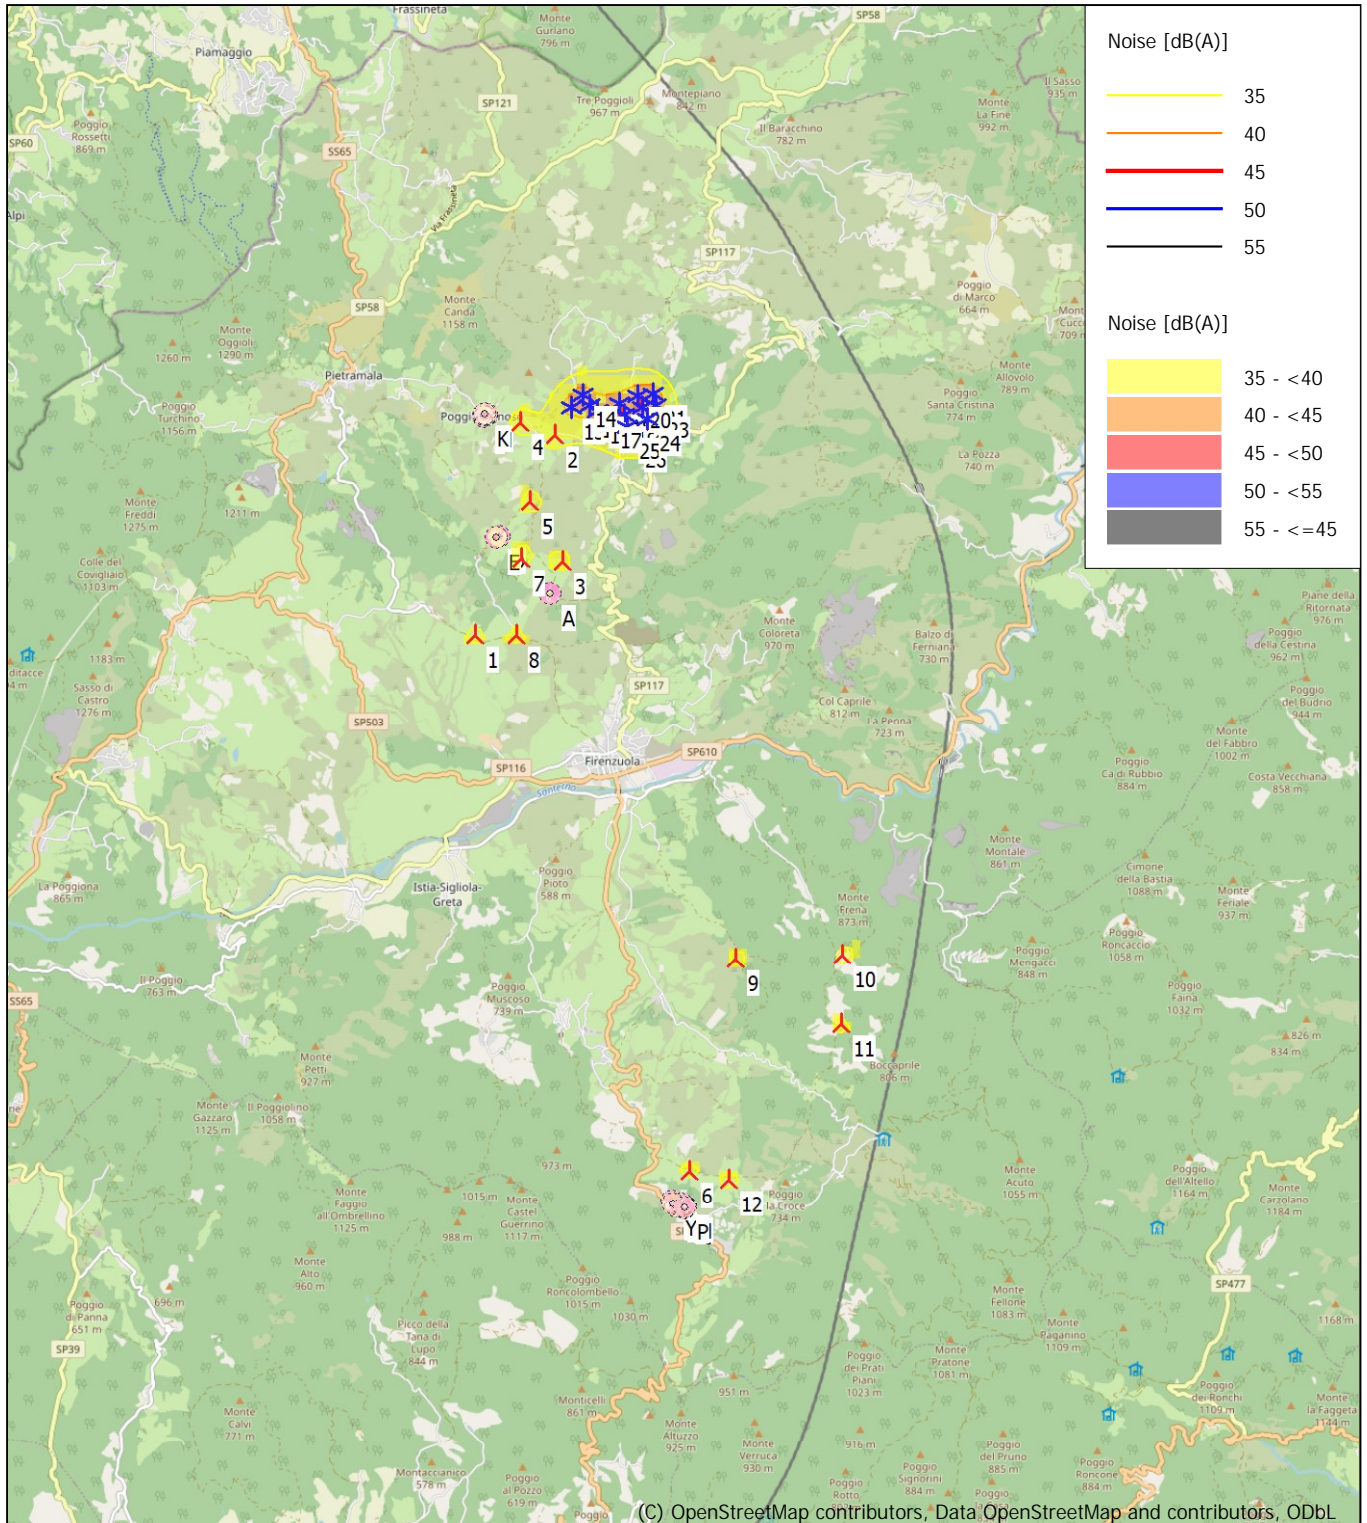 Frassineta
Monte
Gurlano
796 m
SP58
Noise [dB(A)]
35
40
45
50
55
Noise [dB(A)]
35 - <40
40 - <45
45 - <50
50 - <55
55 - <=45
Piamaggio
Poggio
Rossetti
869 m
SP60
SS65
SP121
Tre Poggioli
967 m
Montepiano
842 m
Il Baracchino
782 m
Monte
La Fine
992 m
Il Sasso
935 m
Alpi
Via Frassineta
SP117
SP58
Monte
Canda
1158 m
Poggio
di Marco
664 m
Monte
Oggioli
1290 m
1260 m
Pietramala
Poggio
Turchino
1156 m
Monte
Allovolo
789 m
Poggio
Santa Cristina
774 m
K
4
2
14
17
20
24
25
La Pozza
740 m
Monte
Freddi
1275 m
1211 m
5
Colle del
Covigliaio
1103 m
E
7
3
A
1
8
Monte
Coloreta
970 m
Balzo di
Ferniana
730 m
Piane della
Ritornata
976 m
Poggio
della Cestina
962 m
1183 m
Sasso di
Castro
1276 m
SP117
Col Caprile
812 m
La Penna
723 m
Poggio
del Budrio
944 m
SP503
Firenzuola
SP610
SP116
Santerno
Monte
del Fabbro
1002 m
Poggio
Ca di Rubbio
884 m
Costa Vecchiana
858 m
Monte
Montale
861 m
La Poggiona
865 m
Istia-Sigliola-
Greta
Poggio
Pioto
588 m
Cimone
della Bastia
1088 m
Monte
Feriale
937 m
Monte
Frena
873 m
Poggio
Roncaccio
1058 m
Monte
Mengacci
848 m
9
10
11
Il Poggio
763 m
SS65
Poggio
Muscoso
739 m
Poggio
Faina
1032 m
826 m
834 m
Monte
Petti
927 m
Boccaprile
806 m
Monte
Gazzaro
1125 m
Il Poggiolino
1058 m
973 m
Monte
Faggio
all'Ombrellino
1125 m
1015 m
988 m
Monte
Castel
Guerrino
1117 m
6
12
Poggio
la Croce
734 m
Monte
Acuto
1055 m
Poggio
dell'Altello
1164 m
Monte
Carzolano
1184 m
Monte
Alto
960 m
Poggio
Roncolombello
1015 m
1030 m
Monte
Fellone
1083 m
SP477
Poggio
di Panna
651 m
696 m
SP39
Picco della
Tana di
Lupo
844 m
Monte
Paganino
1109 m
1168 m
Poggio
dei Prati
Piani
1023 m
Monte
Pratone
1081 m
Monte
Calvi
771 m
Monticelli
861 m
951 m
Poggio
dei Ronchi
1109 m
Monte
la Faggeta
1144 m
Monte
Altuzzo
925 m
Monte
Verruca
930 m
916 m
Poggio
del Pruno
885 m
Montaccianico
578 m
Poggio
al Pozzo
619 m
Poggio
Signorini
884 m
Poggio
Roncone
884 m
Poggio
Rotto
Poggio
(C) OpenStreetMap contributors, Data OpenStreetMap and contributors, ODbL